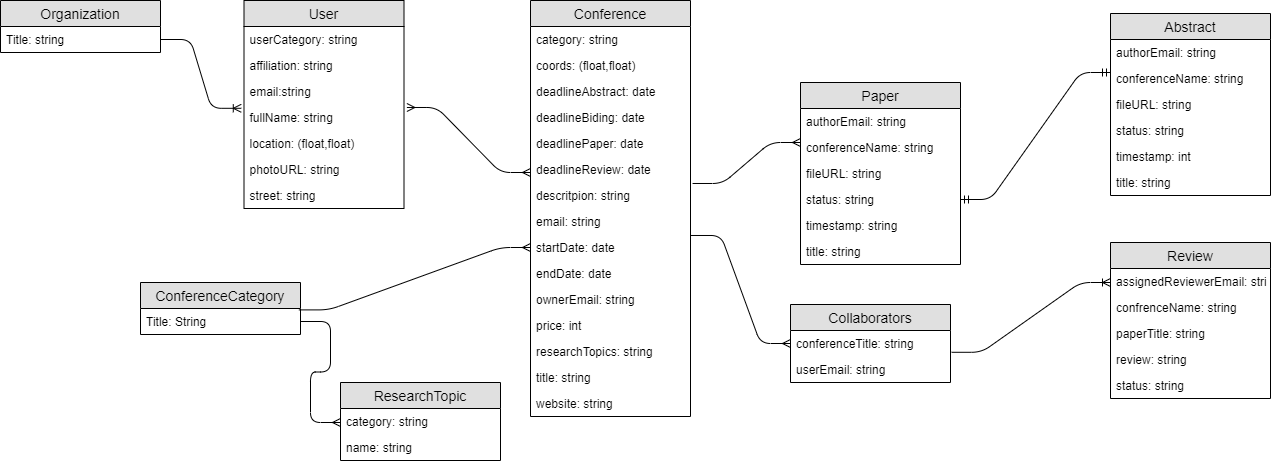 Organization
Title: string
User
userCategory: string
affiliation: string
email:string
fullName: string
location: (float,float)
photoURL: string
street: string
Conference
category: string
coords: (float,float)
deadlineAbstract: date
deadlineBiding: date
deadlinePaper: date
deadlineReview: date
descritpion: string
email: string
startDate: date
endDate: date
ownerEmail: string
price: int
researchTopics: string
title: string
website: string
ConferenceCategory
Title: String
ResearchTopic
category: string
name: string
Paper
authorEmail: string
conferenceName: string
fileURL: string
status: string
timestamp: string
title: string
Collaborators
conferenceTitle: string
userEmail: string
Abstract
authorEmail: string
conferenceName: string
fileURL: string
status: string
timestamp: int
title: string
Review
assignedReviewerEmail: stri
confrenceName: string
paperTitle: string
review: string
status: string